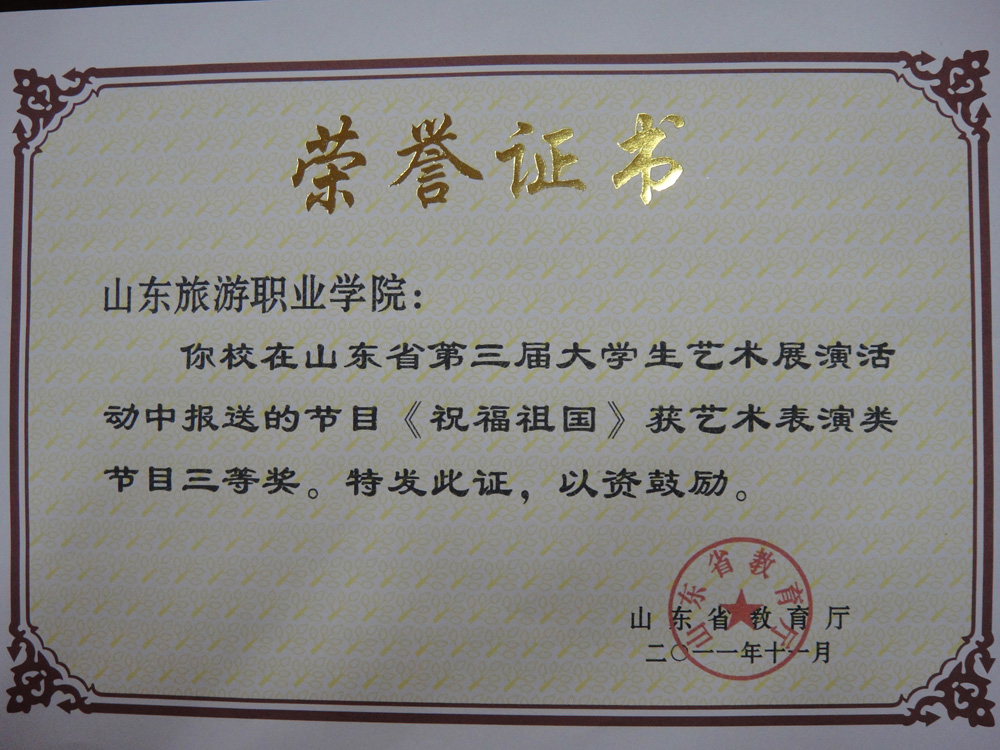 荣誉证书
山东旅游职业学院：
你校在山东省第三届大学生艺术展演活
动中报送的节目《祝福祖国》获艺术表演类
节目三等奖。特发此证，以资鼓励。
山东省教育厅
山东省教育厅
二〇一一年十一月